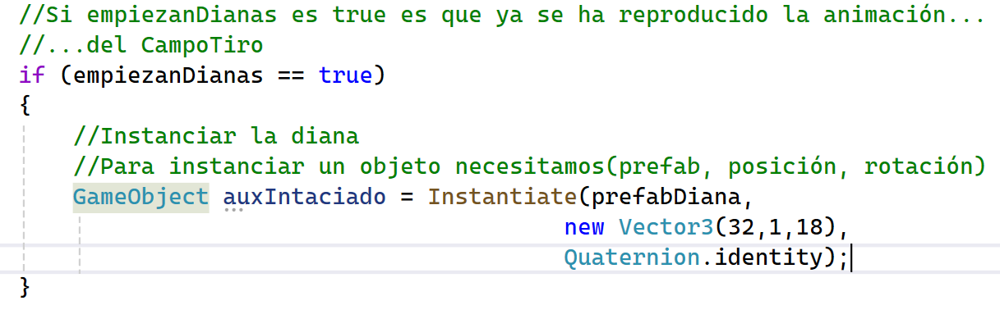 //Si empiezanDianas es true es que ya se ha reproducido la animación...
//...del CampoTiro
if (empiezanDianas == true)
{
//Instanciar la diana
//Para instanciar un objeto necesitamos(prefab, posición, rotación)
GameObject auxIntaciado = Instantiate(prefabDiana,
new Vector3(32,1,18),
Quaternion.identity);
}